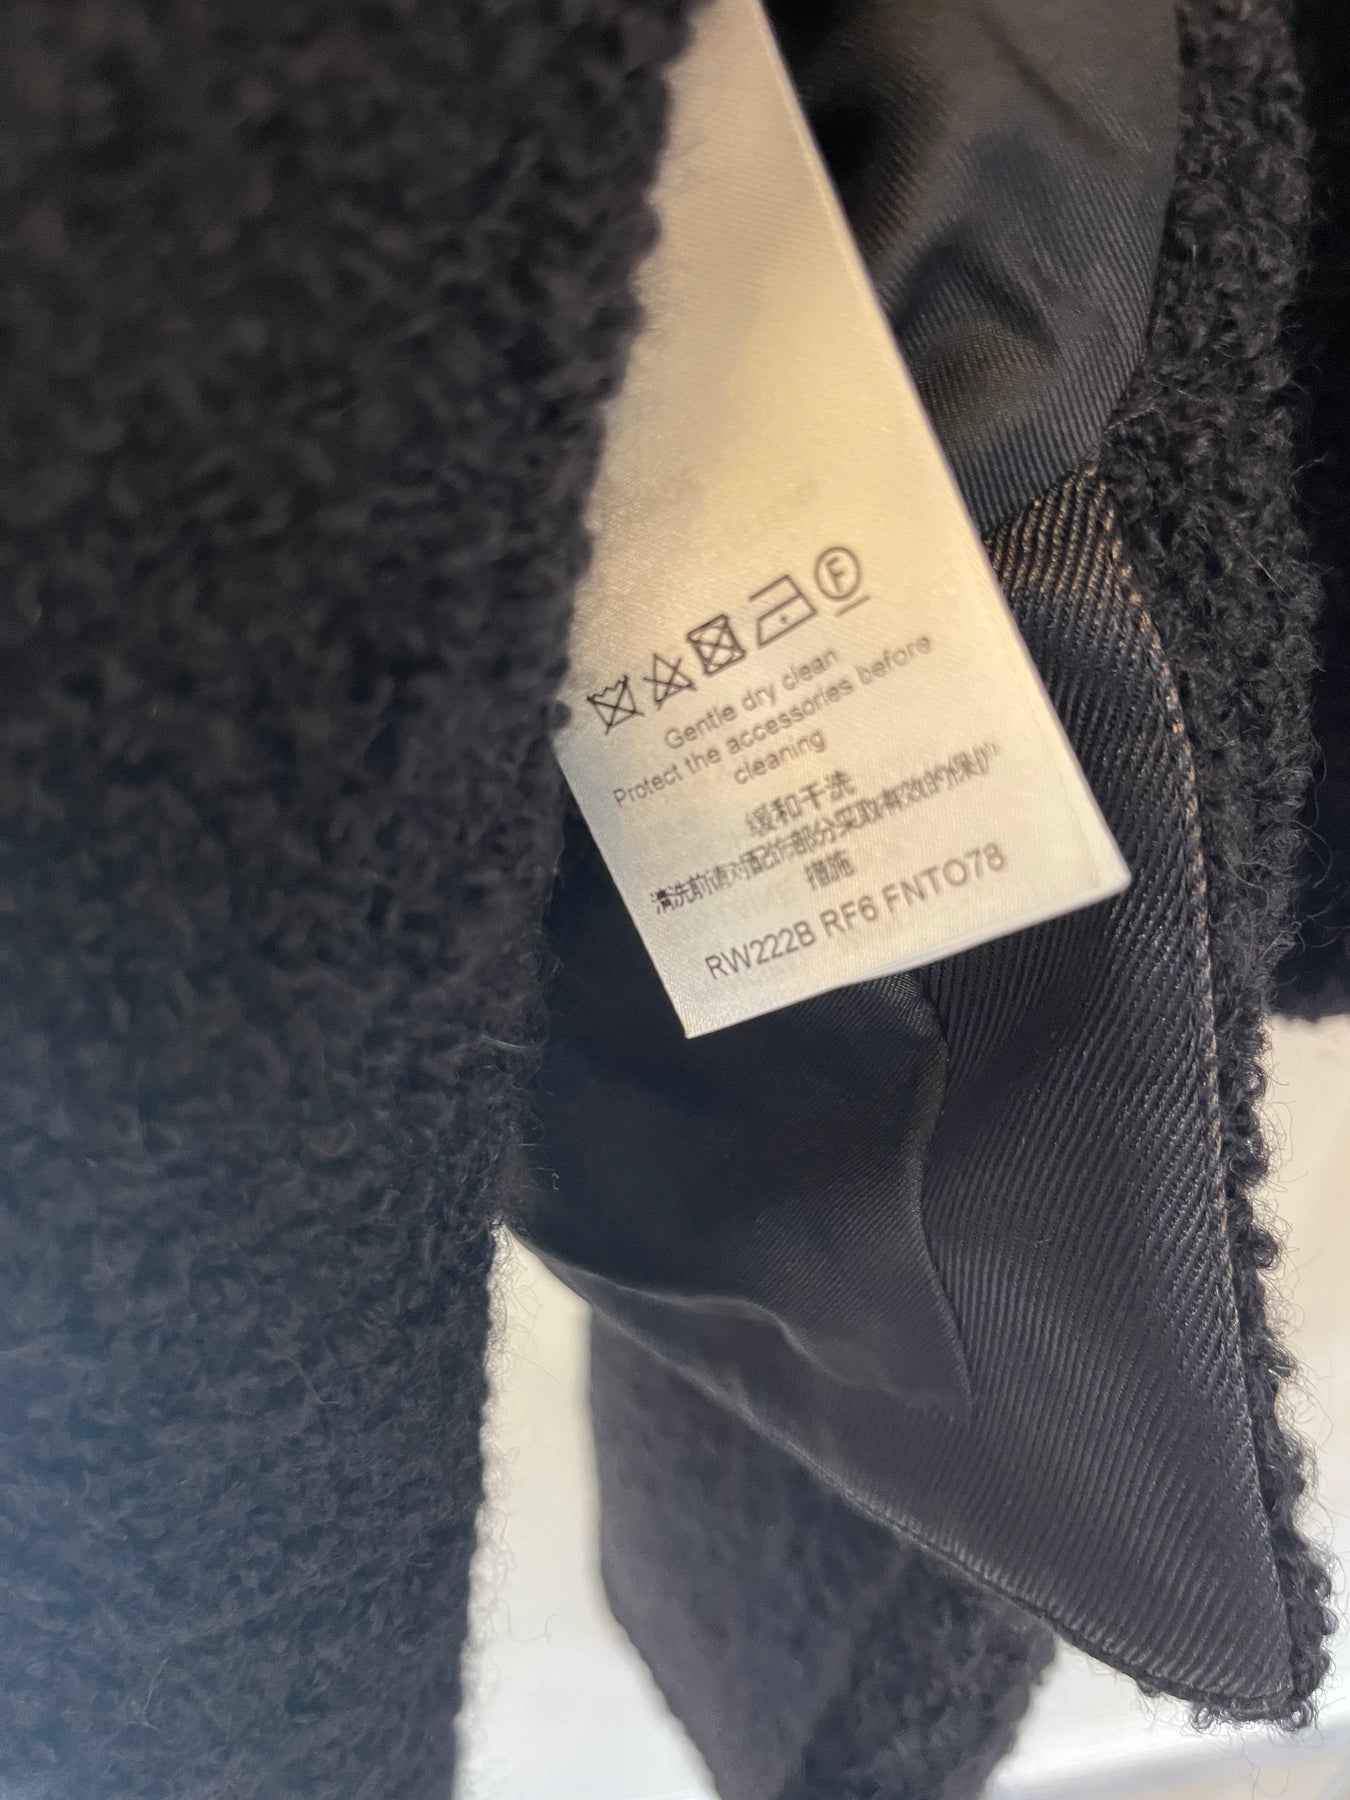 F
Gentle dry clean
Protect the accessories before
cleaning
缓和干洗
清洗前请对配饰部分采取有效的保护
措施
RW222B RF6 FNTO78